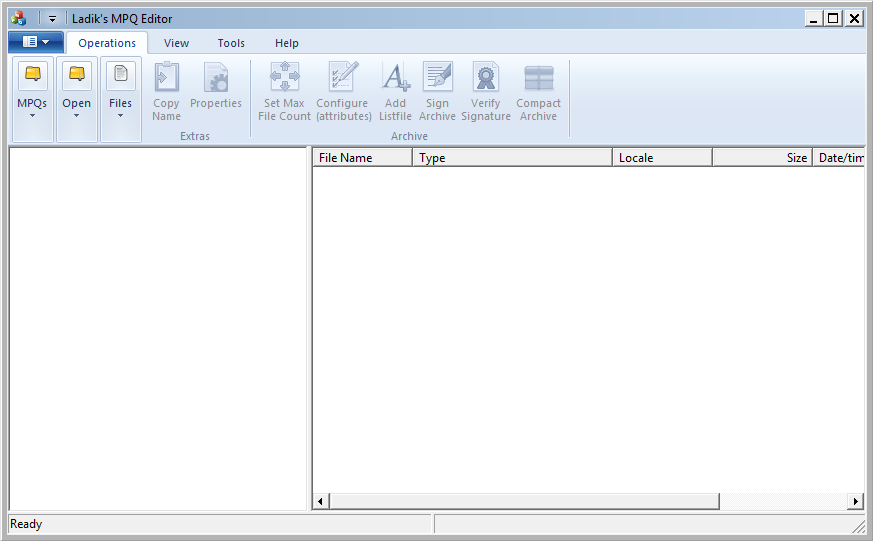 Ladik's MPQ Editor
Operations View Tools Help
MPQs Open Files Copy Name Properties Set Max File Count Configure (attributes) Add Listfile Sign Archive Verify Signature Compact Archive
Extras Archive
File Name Type Locale Size Date/tim
Ready